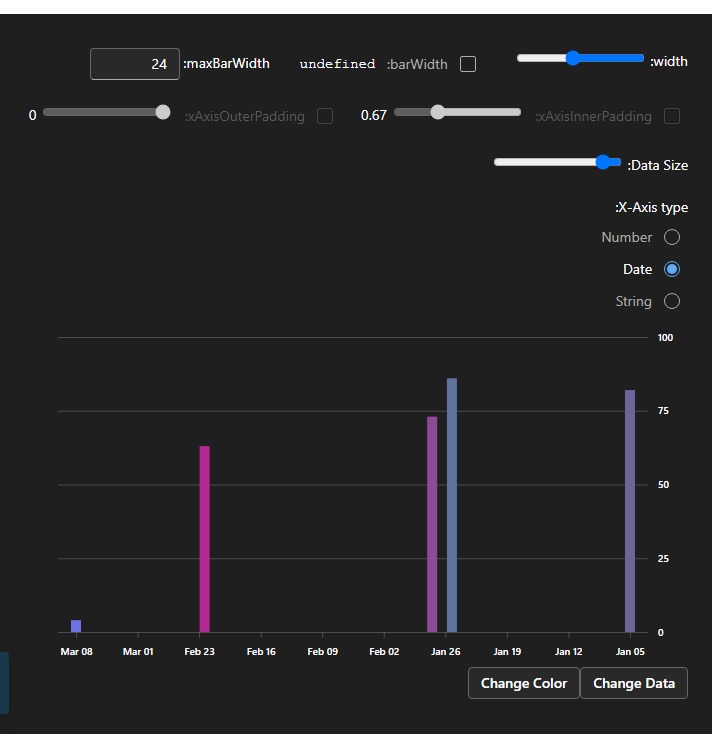 24 :maxBarWidth undefined :barWidth :width
0 :xAxisOuterPadding 0.67 :xAxisInnerPadding
:Data Size
:X-Axis type
Number
Date
String
100
75
50
25
0
Mar 08 Mar 01 Feb 23 Feb 16 Feb 09 Feb 02 Jan 26 Jan 19 Jan 12 Jan 05
Change Color Change Data